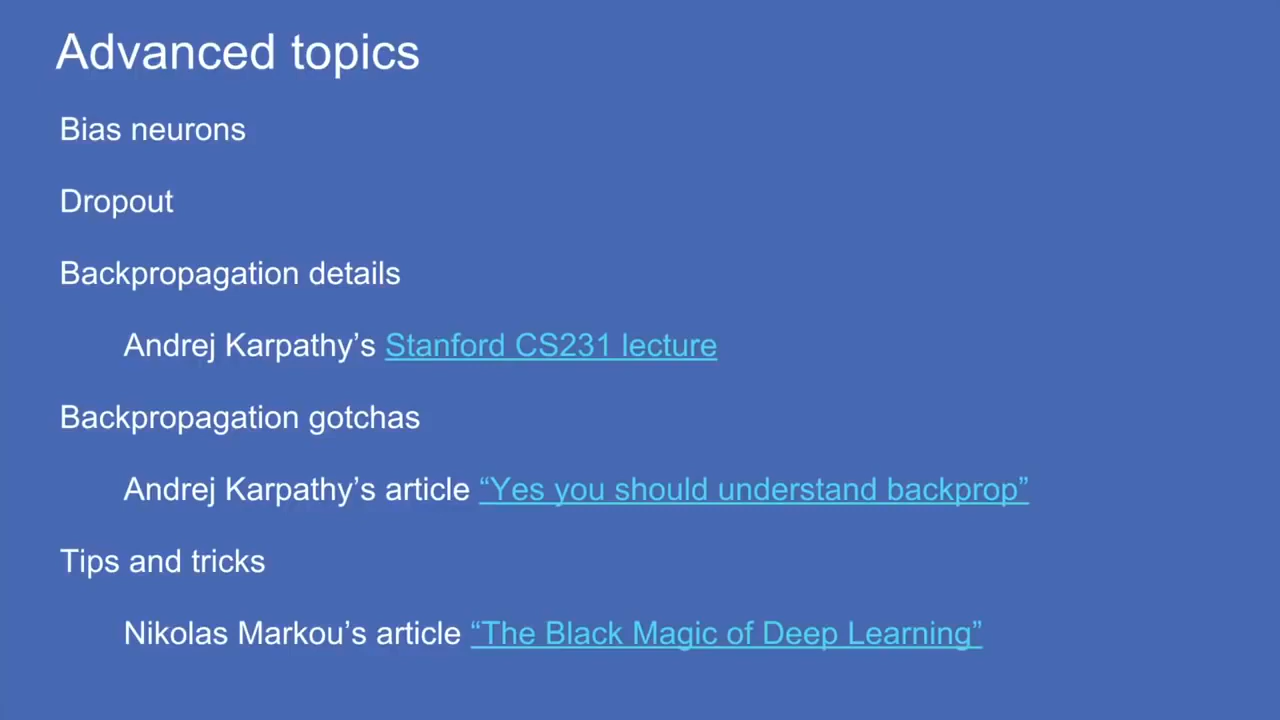 Advanced topics
Bias neurons
Dropout
Backpropagation details
Andrej Karpathy’s Stanford CS231 lecture
Backpropagation gotchas
Andrej Karpathy’s article “Yes you should understand backprop”
Tips and tricks
Nikolas Markou’s article “The Black Magic of Deep Learning”